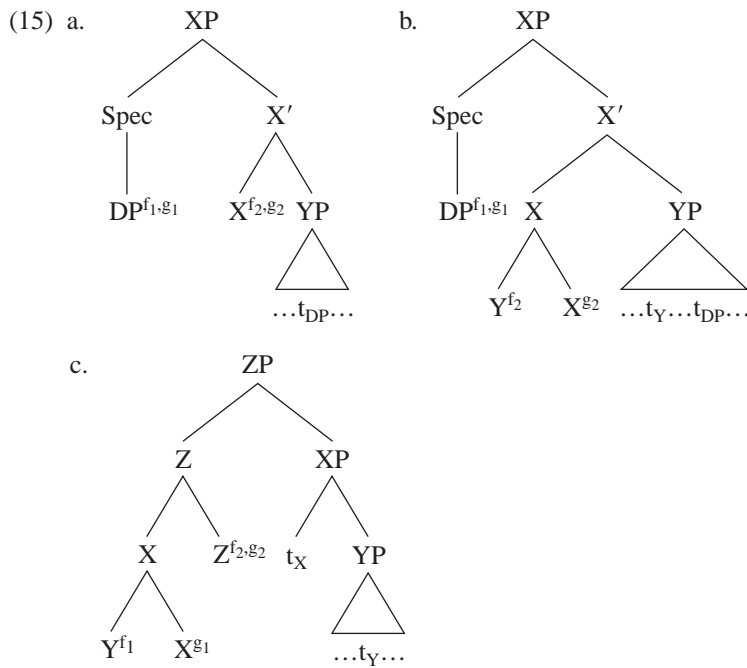 (15) a. XP b. XP
Spec X′ Spec X′
DP^f₁,g₁ X^f₂,g₂ YP DP^f₁,g₁ X YP
…t_DP… Y^f₂ X^g₂ …t_Y…t_DP…
c. ZP
Z XP
X Z^f₂,g₂ t_X YP
Y^f₁ X^g₁ …t_Y…